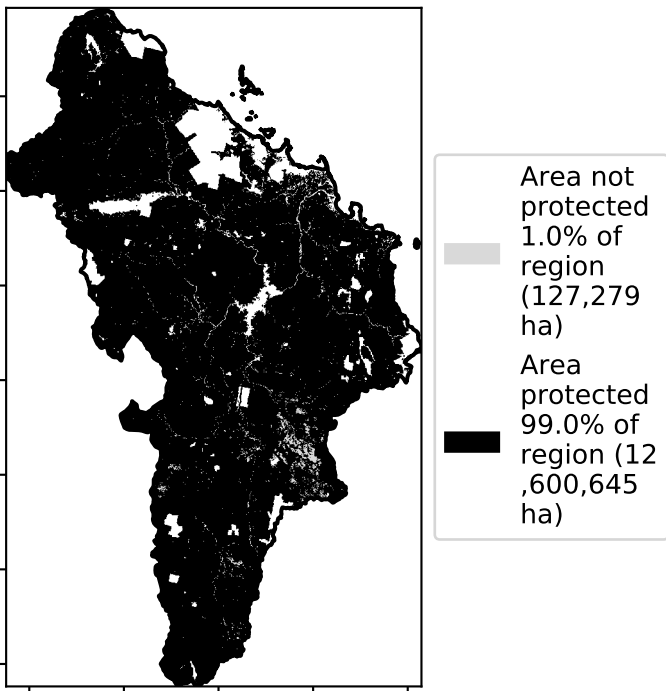 Area not
protected
1.0% of
region
(127,279
ha)
Area
protected
99.0% of
region (12
,600,645
ha)